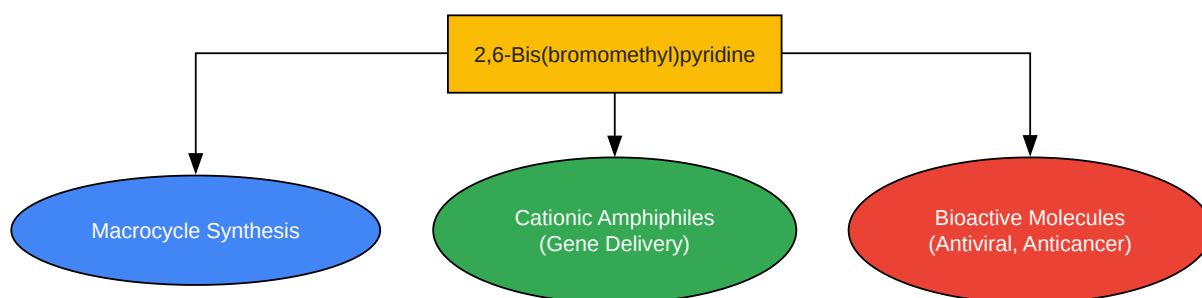 2,6-Bis(bromomethyl)pyridine
Macrocycle Synthesis
Cationic Amphiphiles
(Gene Delivery)
Bioactive Molecules
(Antiviral, Anticancer)